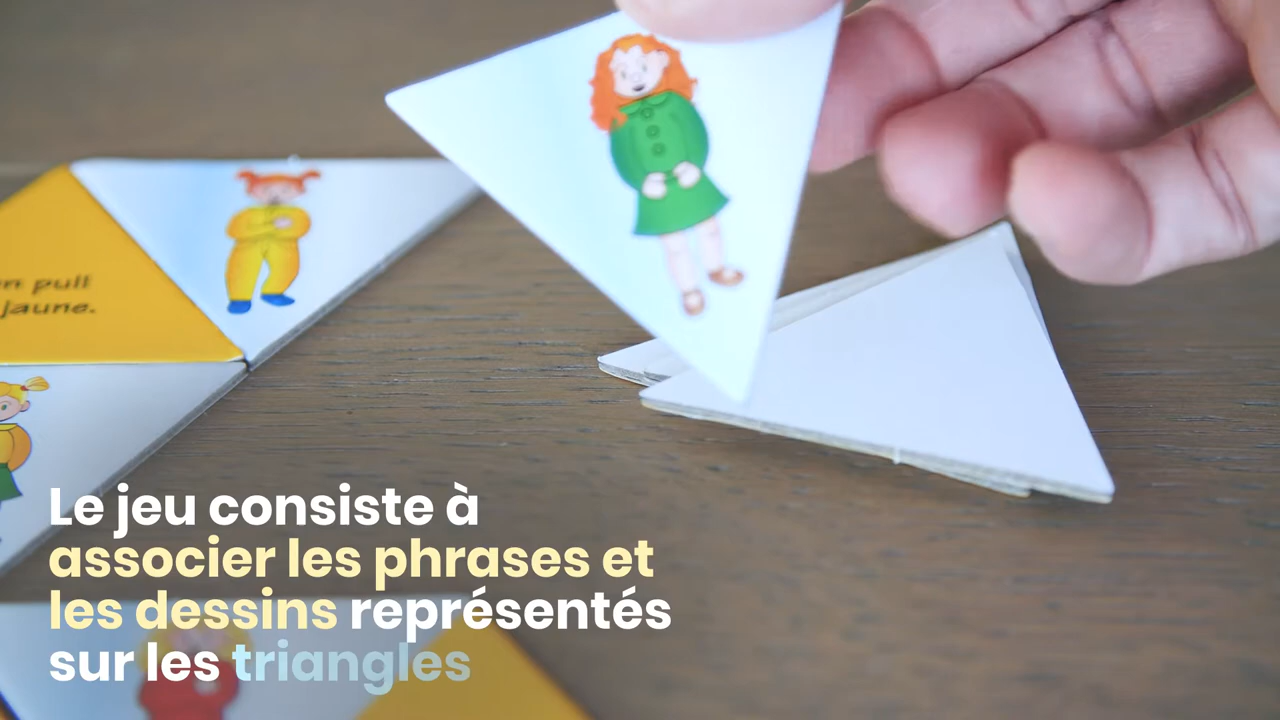 n pull
jaune.
Le jeu consiste à
associer les phrases et
les dessins représentés
sur les triangles